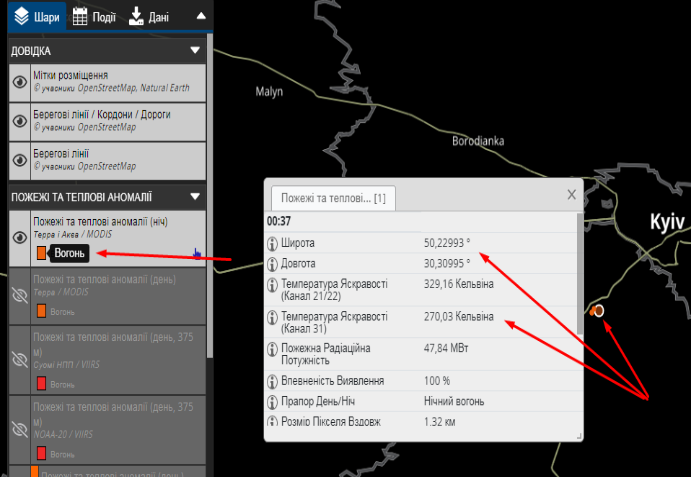 Шари Події Дані
ДОВІДКА
Мітки розміщення
© учасники OpenStreetMap, Natural Earth
Берегові лінії / Кордони / Дороги
© учасники OpenStreetMap
Берегові лінії
© учасники OpenStreetMap
ПОЖЕЖІ ТА ТЕПЛОВІ АНОМАЛІЇ
Пожежі та теплові аномалії (ніч)
Терра і Аква / MODIS
Вогонь
Пожежі та теплові аномалії (день)
Терра / MODIS
Вогонь
Пожежі та теплові аномалії (день, 375
м)
Суомі НПП / VIIRS
Вогонь
Пожежі та теплові аномалії (день, 375
м)
NOAA-20 / VIIRS
Вогонь
Пожежі та теплові аномалії (день)
Malyn
Borodianka
Kyiv
Пожежі та теплові... [1]
00:37
Широта 50,22993 °
Довгота 30,30995 °
Температура Яскравості 329,16 Кельвіна
(Канал 21/22)
Температура Яскравості 270,03 Кельвіна
(Канал 31)
Пожежна Радіаційна 47,84 МВт
Потужність
Впевненість Виявлення 100 %
Прапор День/Ніч Нічний вогонь
Розмір Пікселя Вздовж 1.32 км